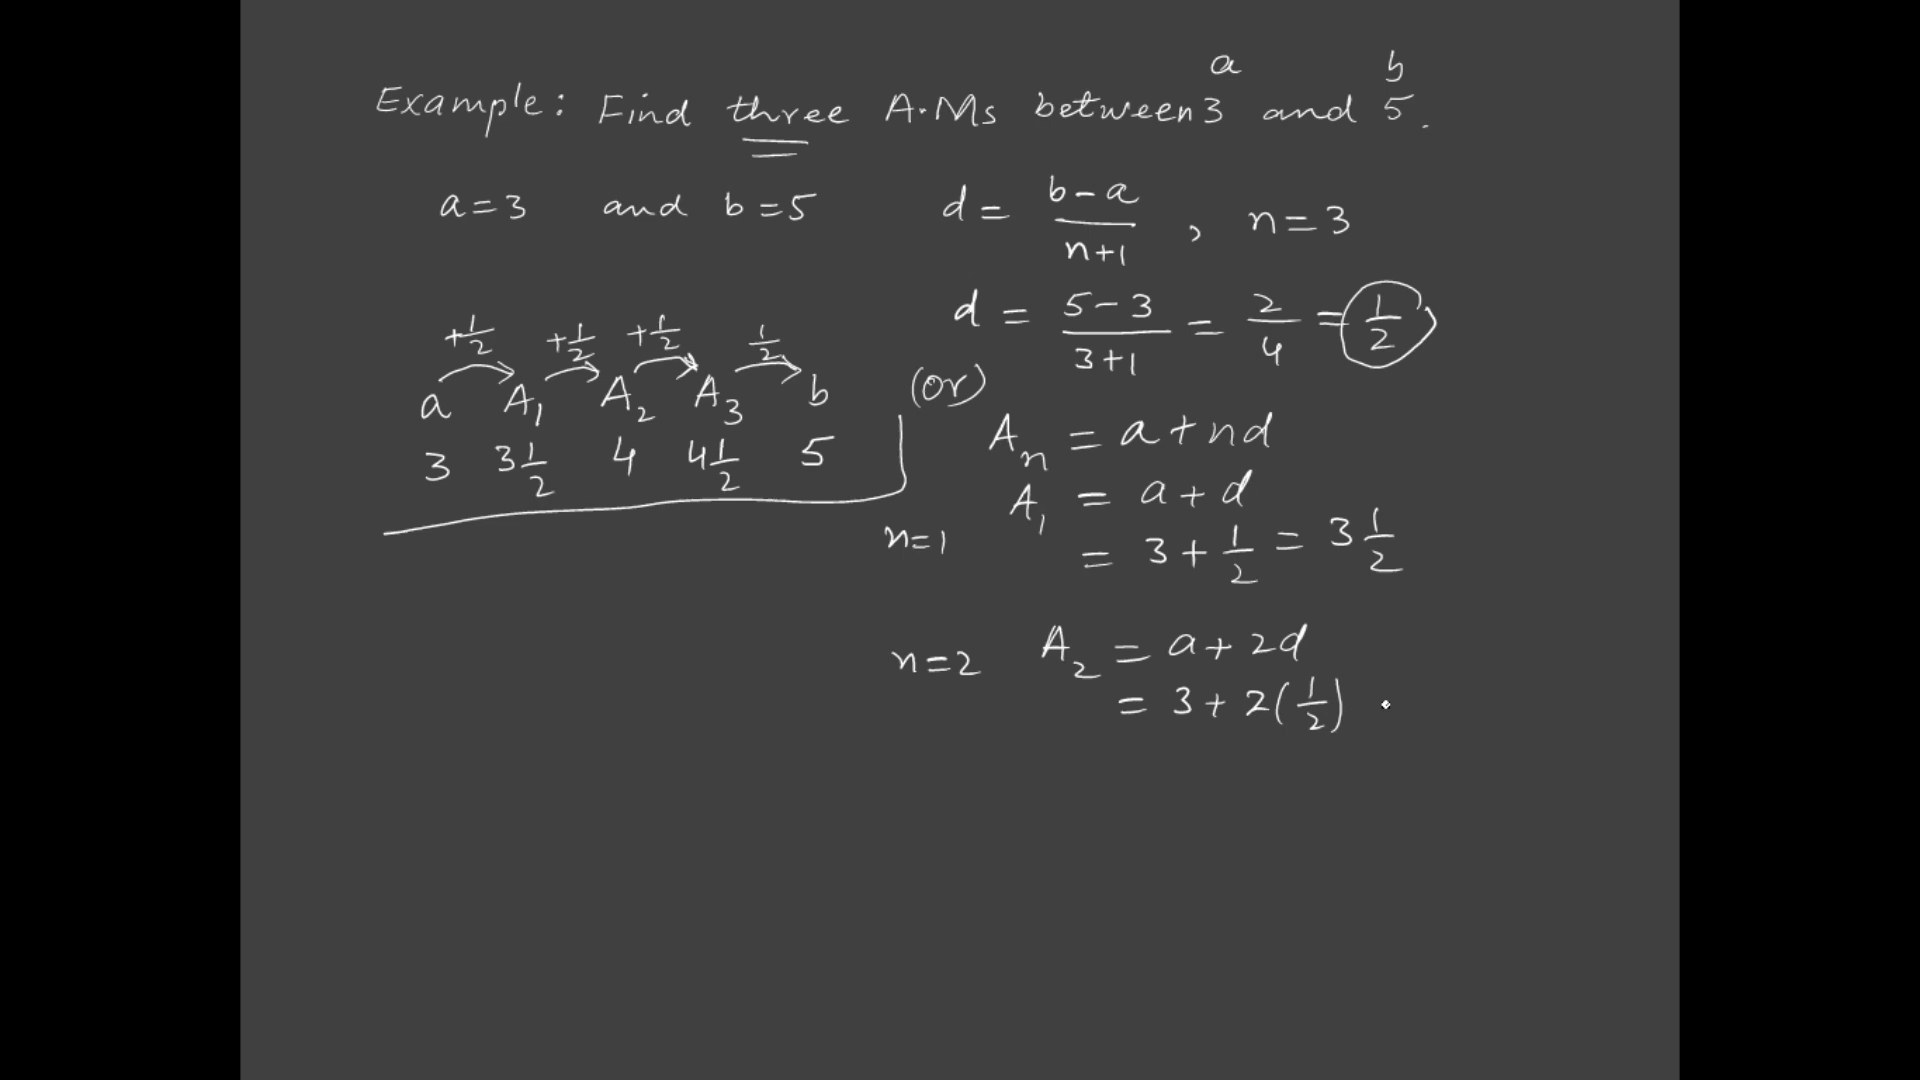 a b
Example: Find three A.Ms between 3 and 5.
a=3 and b=5
d = b-a/n+1 , n=3
d = 5-3/3+1 = 2/4 = 1/2
+1/2 +1/2 +1/2 1/2
a A₁ A₂ A₃ b
3 3 1/2 4 4 1/2 5
(or)
Aₙ = a+nd
n=1 A₁ = a+d
= 3+1/2 = 3 1/2
n=2 A₂ = a+2d
= 3+2(1/2)